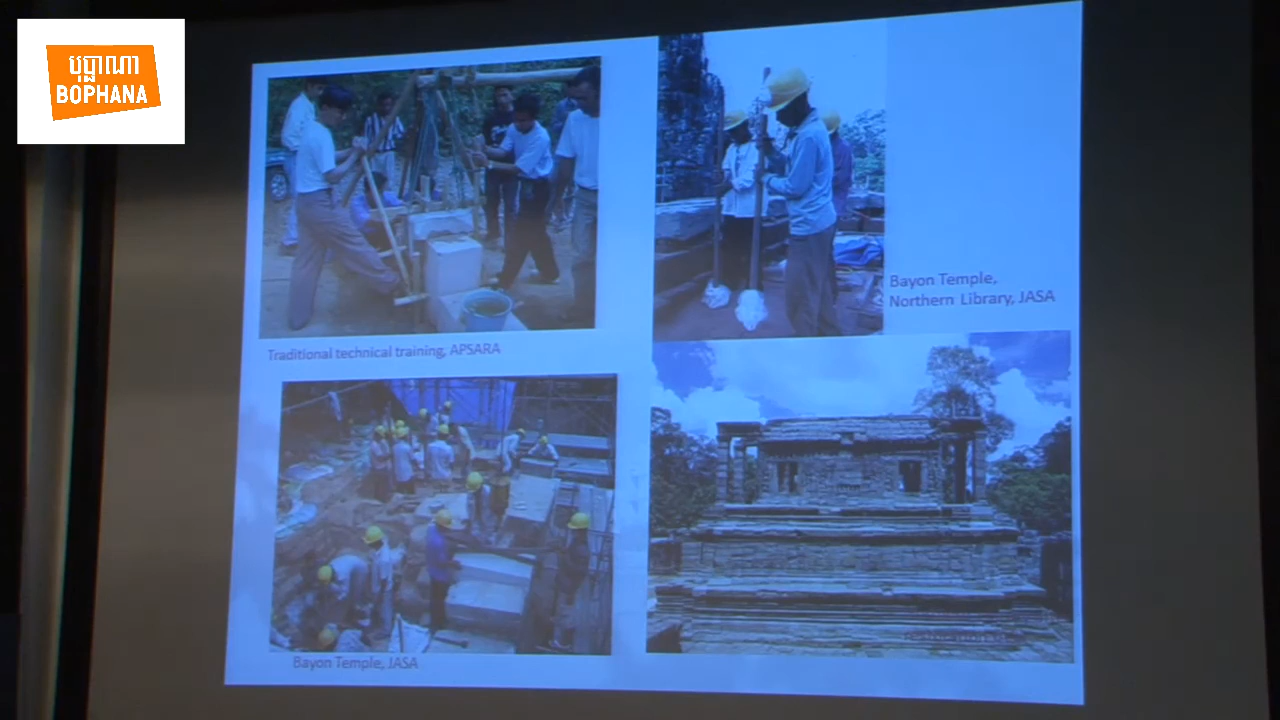 បុប្ផាណា
BOPHANA
Bayon Temple,
Northern Library, JASA
Traditional technical training, APSARA
Bayon Temple, JASA